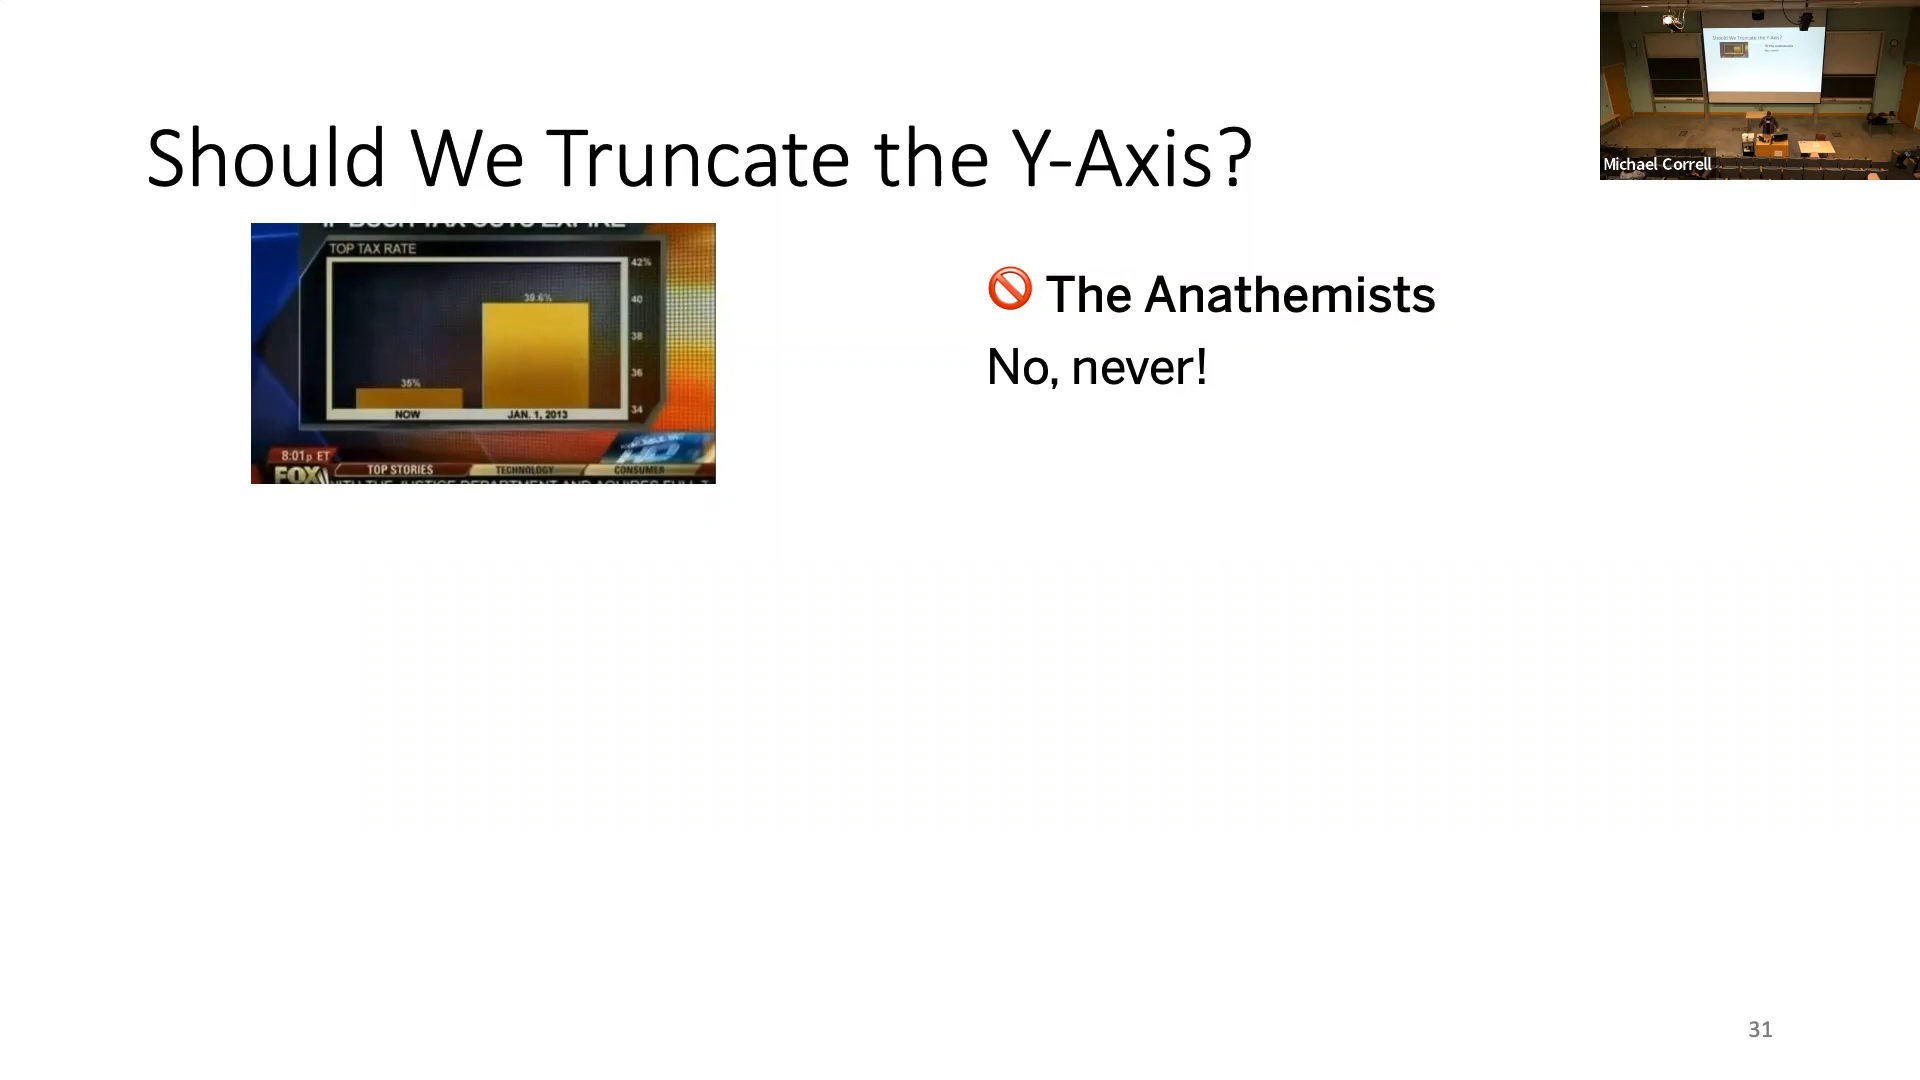 Should We Truncate the Y-Axis?
Michael Correll
TOP TAX RATE
42%
40
38
36
34
39.6%
35%
NOW
JAN. 1, 2013
8:01p ET
FOX
TOP STORIES
TECHNOLOGY
CONSUMER
The Anathemists
No, never!
31